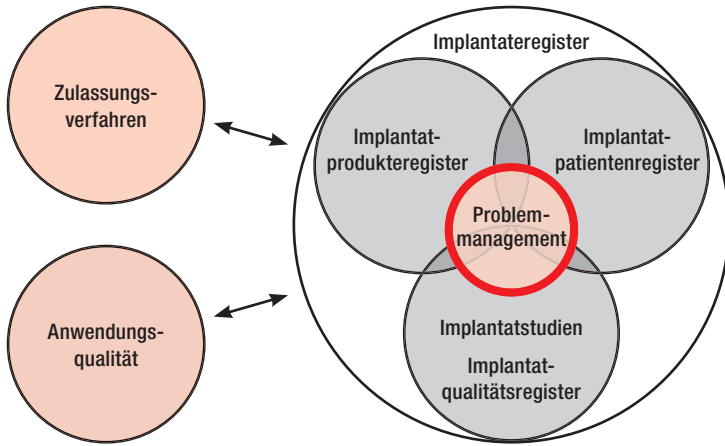 Zulassungs-
verfahren
Anwendungs-
qualität
Implantateregister
Implantat-
produkteregister
Implantat-
patientenregister
Problem-
management
Implantatstudien
Implantat-
qualitätsregister